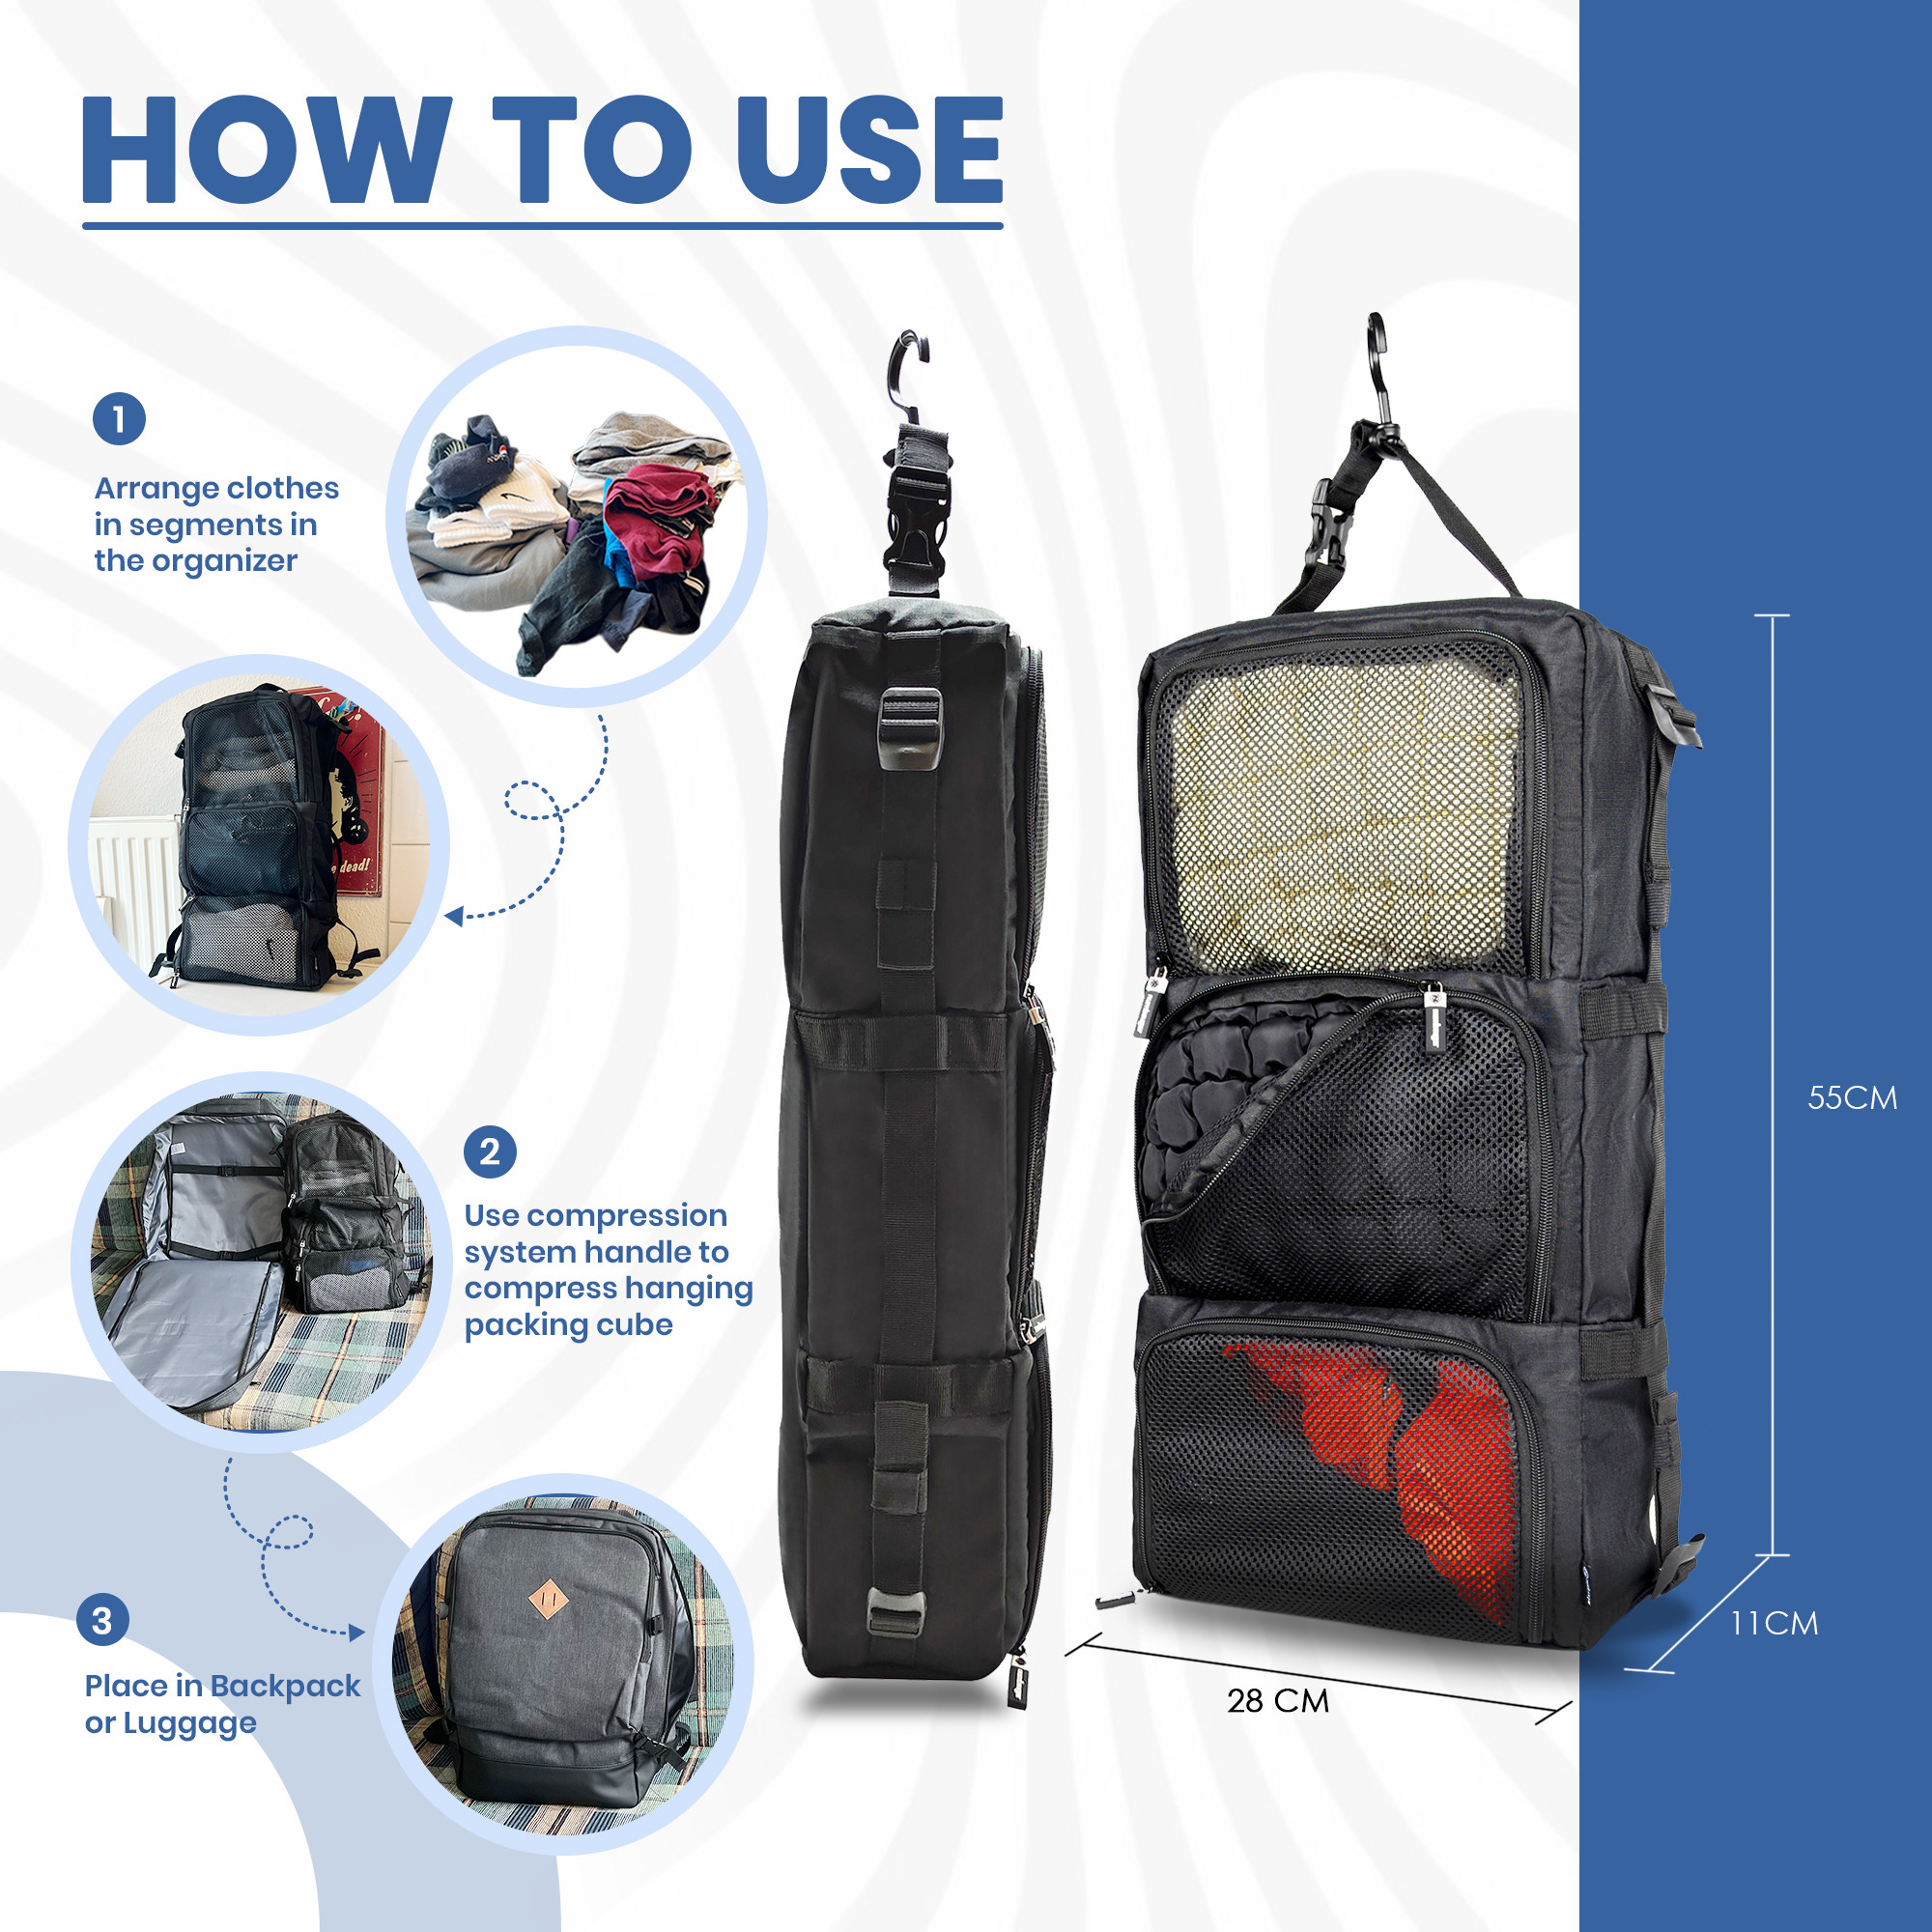 HOW TO USE
1
Arrange clothes
in segments in
the organizer
dead!
2
Use compression
system handle to
compress hanging
packing cube
3
Place in Backpack
or Luggage
55CM
11CM
28 CM